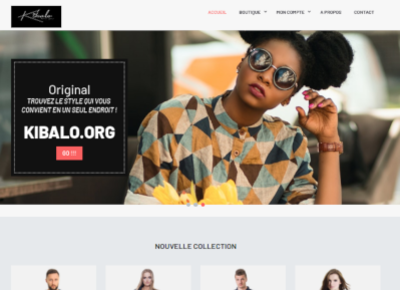 Kibalo
ACCUEIL BOUTIQUE MON COMPTE A PROPOS CONTACT
Original
TROUVEZ LE STYLE QUI VOUS
CONVIENT EN UN SEUL ENDROIT !
KIBALO.ORG
GO !!!
NOUVELLE COLLECTION